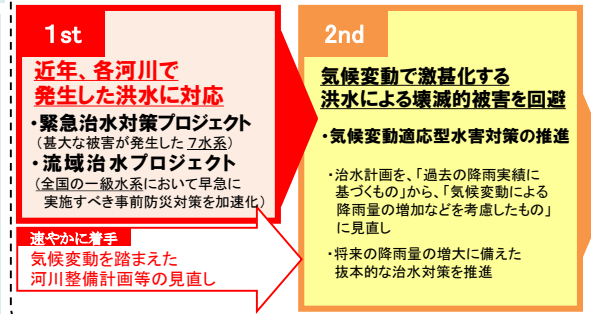 1st
近年、各河川で
発生した洪水に対応
・緊急治水対策プロジェクト
（甚大な被害が発生した 7水系）
・流域治水プロジェクト
（全国の一級水系において早急に
実施すべき事前防災対策を加速化）
速やかに着手
気候変動を踏まえた
河川整備計画等の見直し
2nd
気候変動で激甚化する
洪水による壊滅的被害を回避
・気候変動適応型水害対策の推進
・治水計画を、「過去の降雨実績に
基づくもの」から、「気候変動による
降雨量の増加などを考慮したもの」
に見直し
・将来の降雨量の増大に備えた
抜本的な治水対策を推進